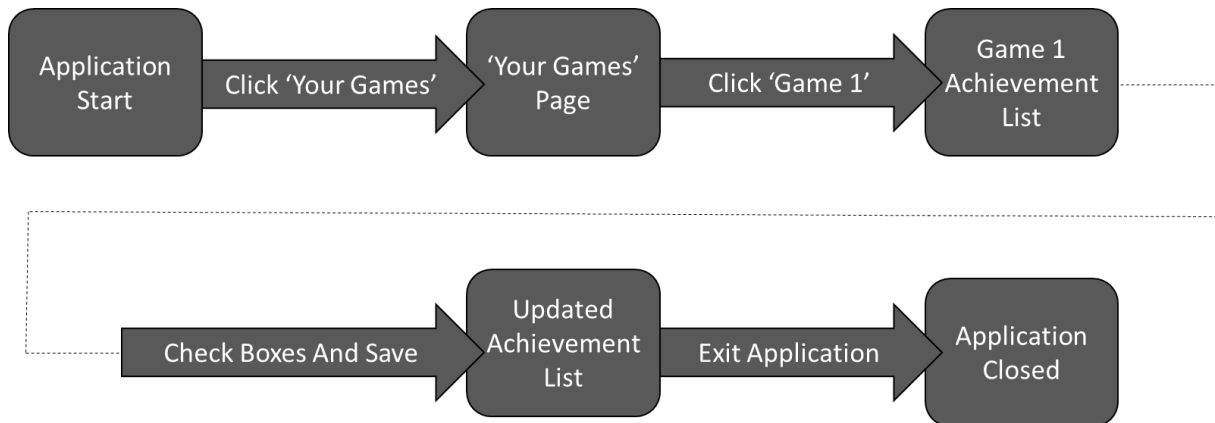 Application
Start
Click ‘Your Games’
‘Your Games’
Page
Click ‘Game 1’
Game 1
Achievement
List
Check Boxes And Save
Updated
Achievement
List
Exit Application
Application
Closed